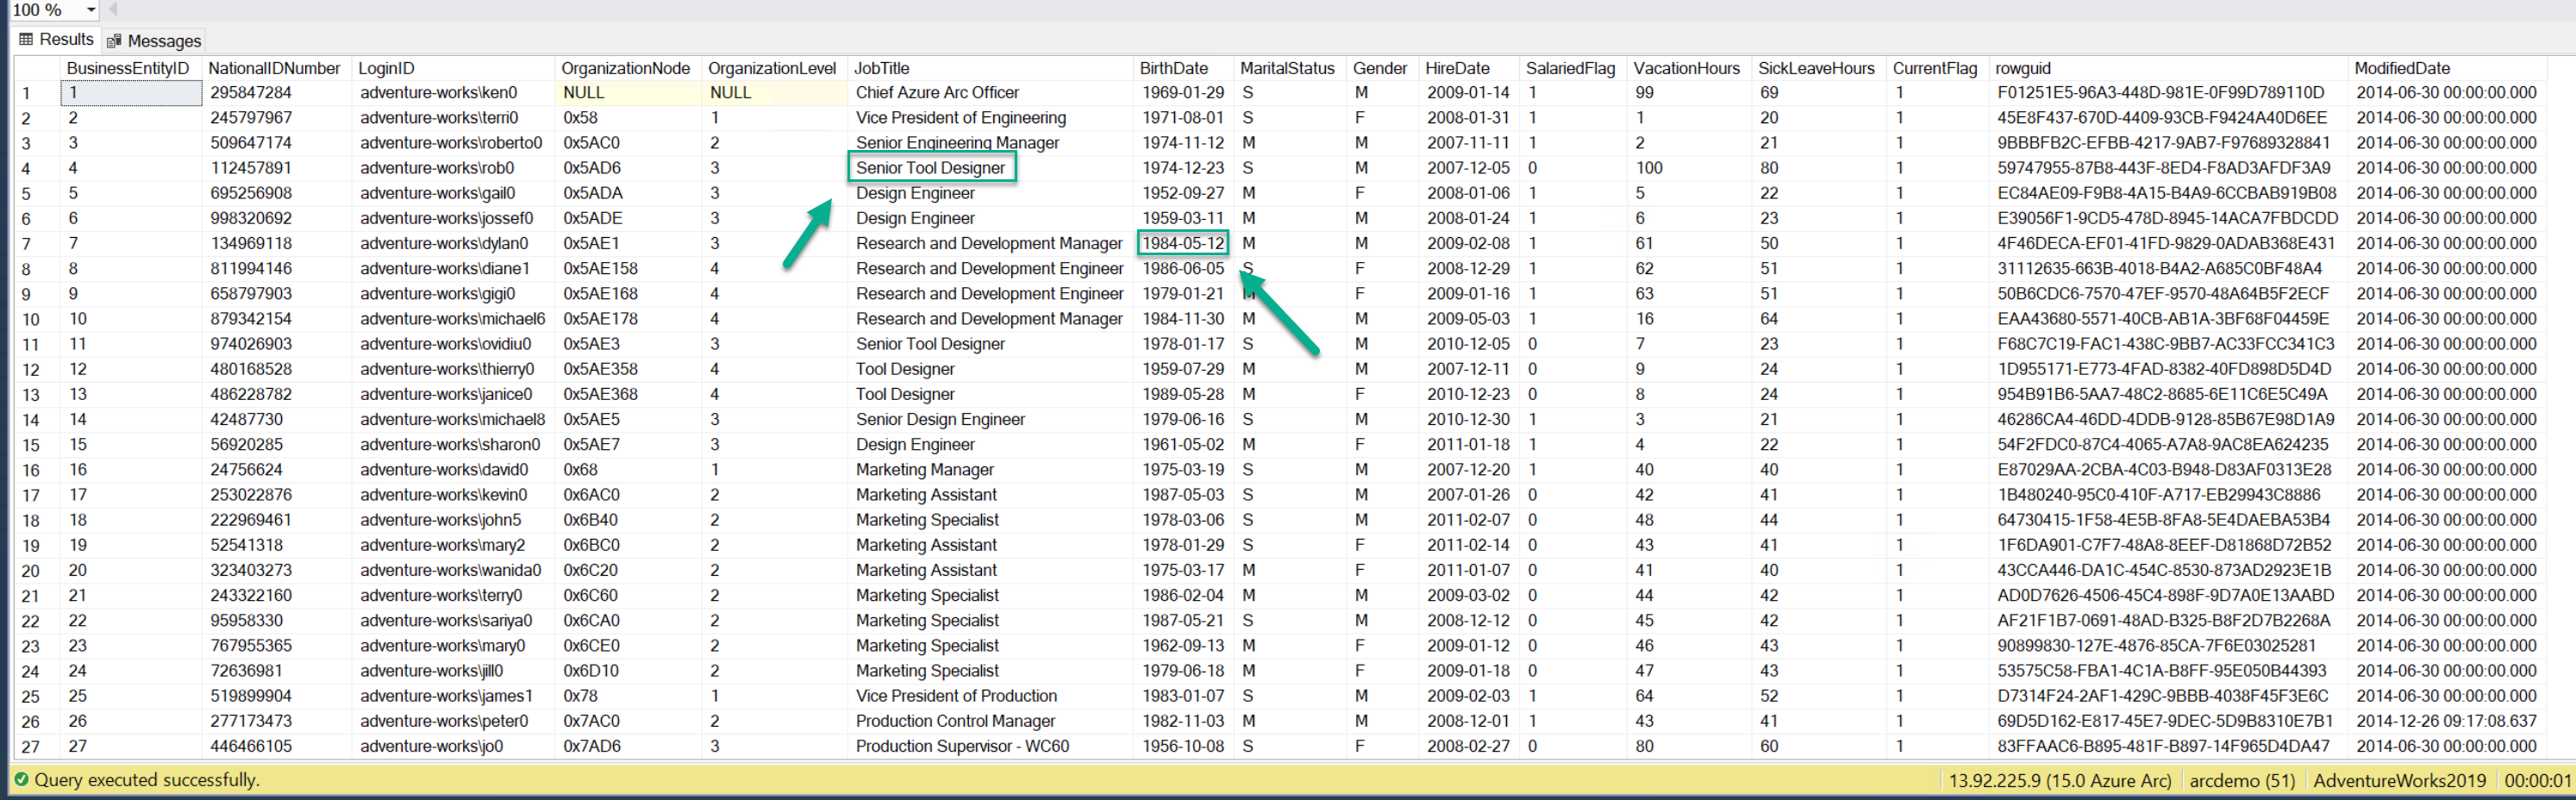 100 %
Results Messages
BusinessEntityID NationalIDNumber LoginID OrganizationNode OrganizationLevel JobTitle BirthDate MaritalStatus Gender HireDate SalariedFlag VacationHours SickLeaveHours CurrentFlag rowguid ModifiedDate
1 1 295847284 adventure-works\ken0 NULL NULL Chief Azure Arc Officer 1969-01-29 S M 2009-01-14 1 99 69 1 F01251E5-96A3-448D-981E-0F99D789110D 2014-06-30 00:00:00.000
2 2 245797967 adventure-works\terri0 0x58 1 Vice President of Engineering 1971-08-01 S F 2008-01-31 1 1 20 1 45E8F437-670D-4409-93CB-F9424A40D6EE 2014-06-30 00:00:00.000
3 3 509647174 adventure-works\roberto0 0x5AC0 2 Senior Engineering Manager 1974-11-12 M M 2007-11-11 1 2 21 1 9BBBFB2C-EFBB-4217-9AB7-F97689328841 2014-06-30 00:00:00.000
4 4 112457891 adventure-works\rob0 0x5AD6 3 Senior Tool Designer 1974-12-23 S M 2007-12-05 0 100 80 1 59747955-87B8-443F-8ED4-F8AD3AFDF3A9 2014-06-30 00:00:00.000
5 5 695256908 adventure-works\gail0 0x5ADA 3 Design Engineer 1952-09-27 M F 2008-01-06 1 5 22 1 EC84AE09-F9B8-4A15-B4A9-6CCBAB919B08 2014-06-30 00:00:00.000
6 6 998320692 adventure-works\jossef0 0x5ADE 3 Design Engineer 1959-03-11 M M 2008-01-24 1 6 23 1 E39056F1-9CD5-478D-8945-14ACA7FBDCDD 2014-06-30 00:00:00.000
7 7 134969118 adventure-works\dylan0 0x5AE1 3 Research and Development Manager 1984-05-12 M M 2009-02-08 1 61 50 1 4F46DECA-EF01-41FD-9829-0ADAB368E431 2014-06-30 00:00:00.000
8 8 811994146 adventure-works\diane1 0x5AE158 4 Research and Development Engineer 1986-06-05 S F 2008-12-29 1 62 51 1 31112635-663B-4018-B4A2-A685C0BF48A4 2014-06-30 00:00:00.000
9 9 658797903 adventure-works\gigi0 0x5AE168 4 Research and Development Engineer 1979-01-21 M F 2009-01-16 1 63 51 1 50B6CDC6-7570-47EF-9570-48A64B5F2ECF 2014-06-30 00:00:00.000
10 10 879342154 adventure-works\michael6 0x5AE178 4 Research and Development Manager 1984-11-30 M M 2009-05-03 1 16 64 1 EAA43680-5571-40CB-AB1A-3BF68F04459E 2014-06-30 00:00:00.000
11 11 974026903 adventure-works\ovidiu0 0x5AE3 3 Senior Tool Designer 1978-01-17 S M 2010-12-05 0 7 23 1 F68C7C19-FAC1-438C-9BB7-AC33FCC341C3 2014-06-30 00:00:00.000
12 12 480168528 adventure-works\thierry0 0x5AE358 4 Tool Designer 1959-07-29 M M 2007-12-11 0 9 24 1 1D955171-E773-4FAD-8382-40FD898D5D4D 2014-06-30 00:00:00.000
13 13 486228782 adventure-works\janice0 0x5AE368 4 Tool Designer 1989-05-28 M F 2010-12-23 0 8 24 1 954B91B6-5AA7-48C2-8685-6E11C6E5C49A 2014-06-30 00:00:00.000
14 14 42487730 adventure-works\michael8 0x5AE5 3 Senior Design Engineer 1979-06-16 S M 2010-12-30 1 3 21 1 46286CA4-46DD-4DDB-9128-85B67E98D1A9 2014-06-30 00:00:00.000
15 15 56920285 adventure-works\sharon0 0x5AE7 3 Design Engineer 1961-05-02 M F 2011-01-18 1 4 22 1 54F2FDC0-87C4-4065-A7A8-9AC8EA624235 2014-06-30 00:00:00.000
16 16 24756624 adventure-works\david0 0x68 1 Marketing Manager 1975-03-19 S M 2007-12-20 1 40 40 1 E87029AA-2CBA-4C03-B948-D83AF0313E28 2014-06-30 00:00:00.000
17 17 253022876 adventure-works\kevin0 0x6AC0 2 Marketing Assistant 1987-05-03 S M 2007-01-26 0 42 41 1 1B480240-95C0-410F-A717-EB29943C8886 2014-06-30 00:00:00.000
18 18 222969461 adventure-works\john5 0x6B40 2 Marketing Specialist 1978-03-06 S M 2011-02-07 0 48 44 1 64730415-1F58-4E5B-8FA8-5E4DAEBA53B4 2014-06-30 00:00:00.000
19 19 52541318 adventure-works\mary2 0x6BC0 2 Marketing Assistant 1978-01-29 S F 2011-02-14 0 43 41 1 1F6DA901-C7F7-48A8-8EEF-D81868D72B52 2014-06-30 00:00:00.000
20 20 323403273 adventure-works\wanida0 0x6C20 2 Marketing Assistant 1975-03-17 M F 2011-01-07 0 41 40 1 43CCA446-DA1C-454C-8530-873AD2923E1B 2014-06-30 00:00:00.000
21 21 243322160 adventure-works\terry0 0x6C60 2 Marketing Specialist 1986-02-04 M M 2009-03-02 0 44 42 1 AD0D7626-4506-45C4-898F-9D7A0E13AABD 2014-06-30 00:00:00.000
22 22 95958330 adventure-works\sariya0 0x6CA0 2 Marketing Specialist 1987-05-21 S M 2008-12-12 0 45 42 1 AF21F1B7-0691-48AD-B325-B8F2D7B2268A 2014-06-30 00:00:00.000
23 23 767955365 adventure-works\mary0 0x6CE0 2 Marketing Specialist 1962-09-13 M F 2009-01-12 0 46 43 1 90899830-127E-4876-85CA-7F6E03025281 2014-06-30 00:00:00.000
24 24 72636981 adventure-works\jill0 0x6D10 2 Marketing Specialist 1979-06-18 M F 2009-01-18 0 47 43 1 53575C58-FBA1-4C1A-B8FF-95E050B44393 2014-06-30 00:00:00.000
25 25 519899904 adventure-works\james1 0x78 1 Vice President of Production 1983-01-07 S M 2009-02-03 1 64 52 1 D7314F24-2AF1-429C-9BBB-4038F45F3E6C 2014-06-30 00:00:00.000
26 26 277173473 adventure-works\peter0 0x7AC0 2 Production Control Manager 1982-11-03 M M 2008-12-01 1 43 41 1 69D5D162-E817-45E7-9DEC-5D9B8310E7B1 2014-12-26 09:17:08.637
27 27 446466105 adventure-works\jo0 0x7AD6 3 Production Supervisor - WC60 1956-10-08 S F 2008-02-27 0 80 60 1 83FFAAC6-B895-481F-B897-14F965D4DA47 2014-06-30 00:00:00.000
Query executed successfully. 13.92.225.9 (15.0 Azure Arc) arcdemo (51) AdventureWorks2019 00:00:01